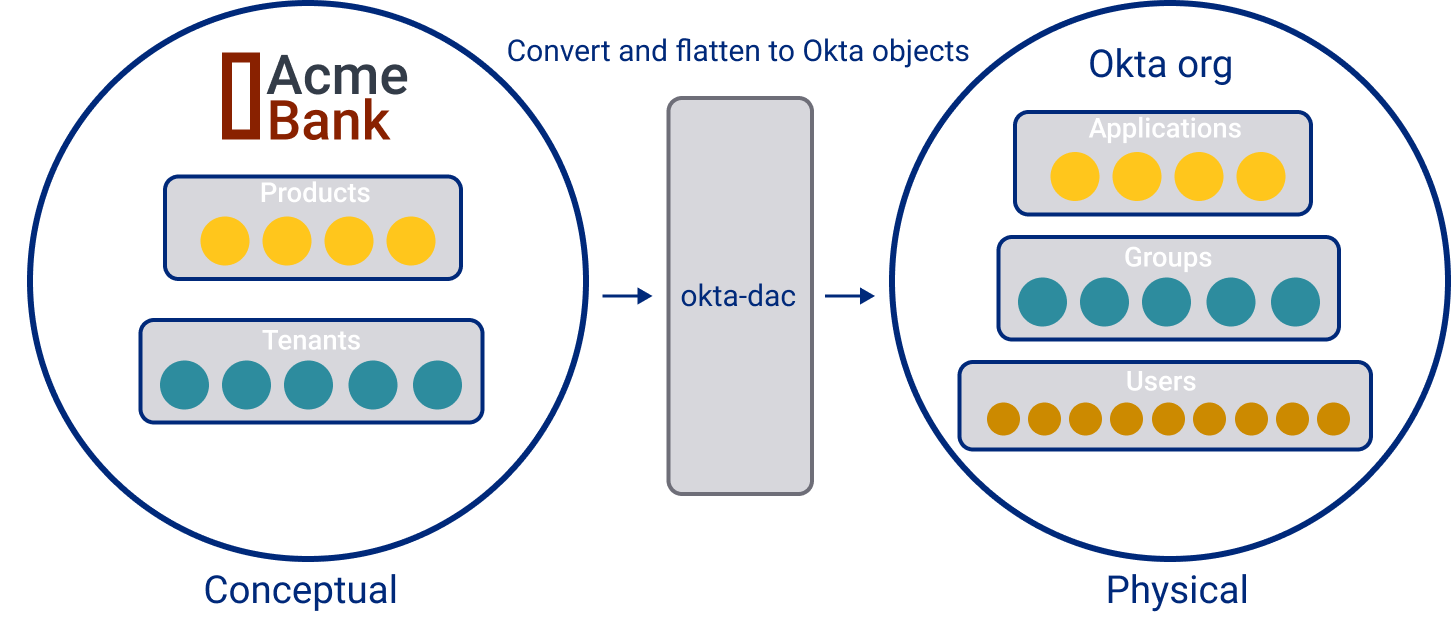 Acme
Bank
Products
Tenants
Conceptual
Convert and flatten to Okta objects
okta-dac
Okta org
Applications
Groups
Users
Physical